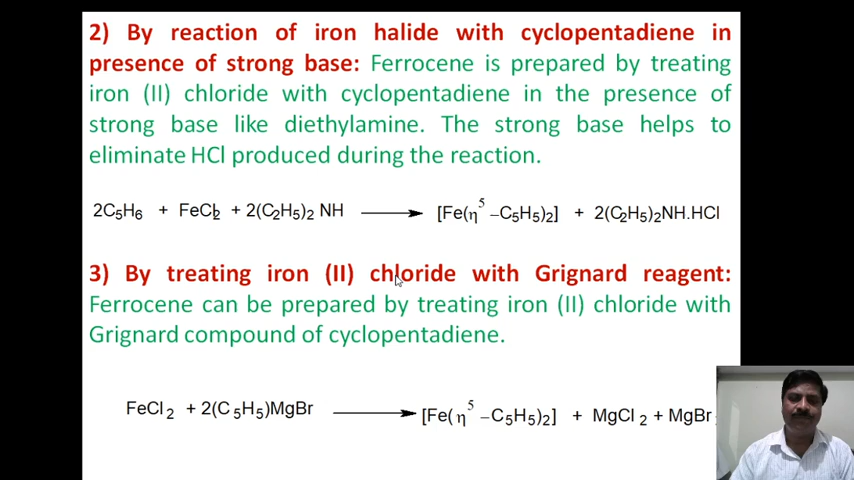 2) By reaction of iron halide with cyclopentadiene in
presence of strong base: Ferrocene is prepared by treating
iron (II) chloride with cyclopentadiene in the presence of
strong base like diethylamine. The strong base helps to
eliminate HCl produced during the reaction.
2C5H6 + FeCl2 + 2(C2H5)2 NH ⟶ [Fe(η5 –C5H5)2] + 2(C2H5)2NH.HCl
3) By treating iron (II) chloride with Grignard reagent:
Ferrocene can be prepared by treating iron (II) chloride with
Grignard compound of cyclopentadiene.
FeCl2 + 2(C5H5)MgBr ⟶ [Fe(η5 –C5H5)2] + MgCl2 + MgBr